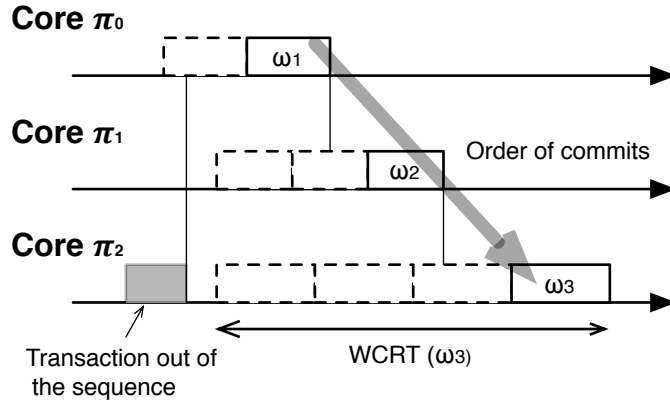 Core π0
ω1
Core π1
ω2
Order of commits
Core π2
ω3
Transaction out of
the sequence
WCRT (ω3)